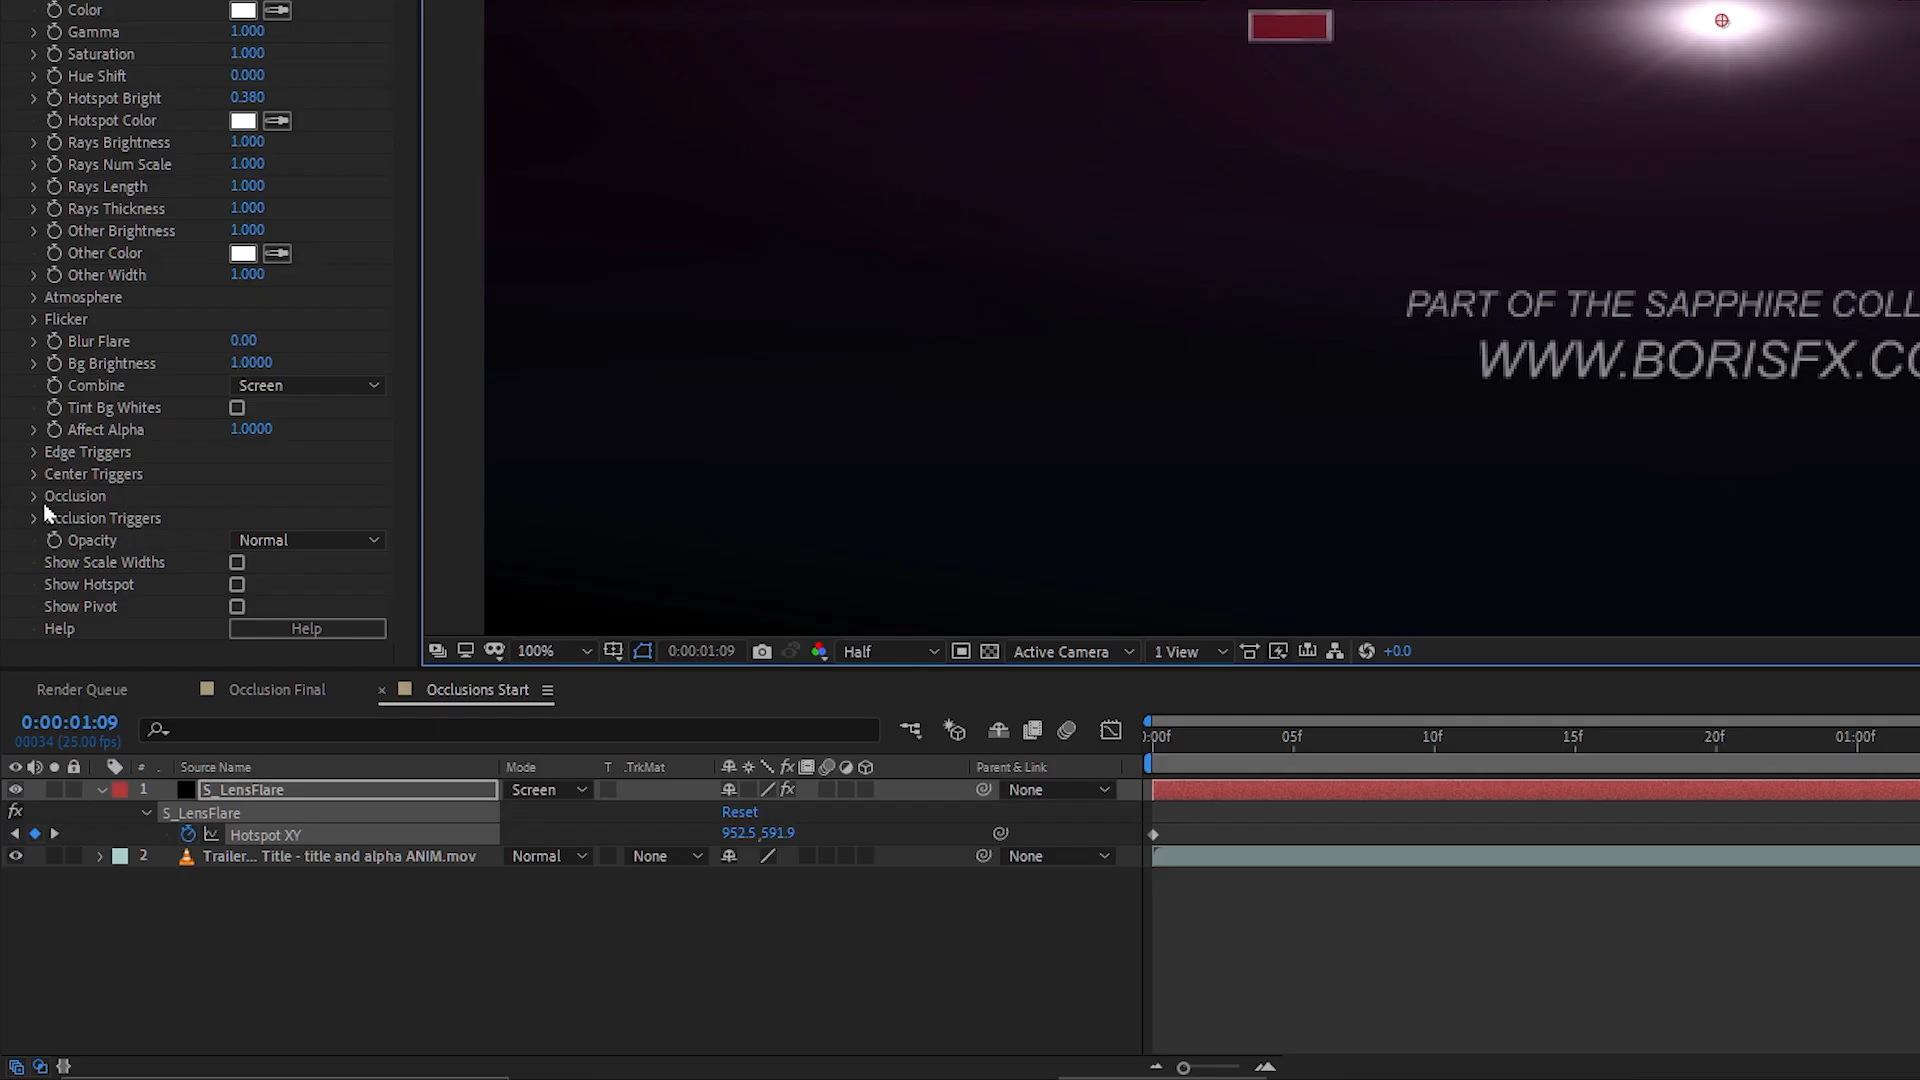 Color
Gamma 1.000
Saturation 1.000
Hue Shift 0.000
Hotspot Bright 0.380
Hotspot Color
Rays Brightness 1.000
Rays Num Scale 1.000
Rays Length 1.000
Rays Thickness 1.000
Other Brightness 1.000
Other Color
Other Width 1.000
Atmosphere
Flicker
Blur Flare 0.00
Bg Brightness 1.0000
Combine Screen
Tint Bg Whites
Affect Alpha 1.0000
Edge Triggers
Center Triggers
Occlusion
cclusion Triggers
Opacity Normal
Show Scale Widths
Show Hotspot
Show Pivot
Help Help
PART OF THE SAPPHIRE COLL
WWW.BORISFX.CO
100% 0:00:01:09 Half Active Camera 1 View +0.0
Render Queue Occlusion Final × Occlusions Start
0:00:01:09
00034 (25.00 fps)
):00f 05f 10f 15f 20f 01:00f
# . Source Name Mode T .TrkMat fx Parent & Link
1 S_LensFlare Screen fx None
fx S_LensFlare Reset
Hotspot XY 952.5,591.9
2 Trailer... Title - title and alpha ANIM.mov Normal None None